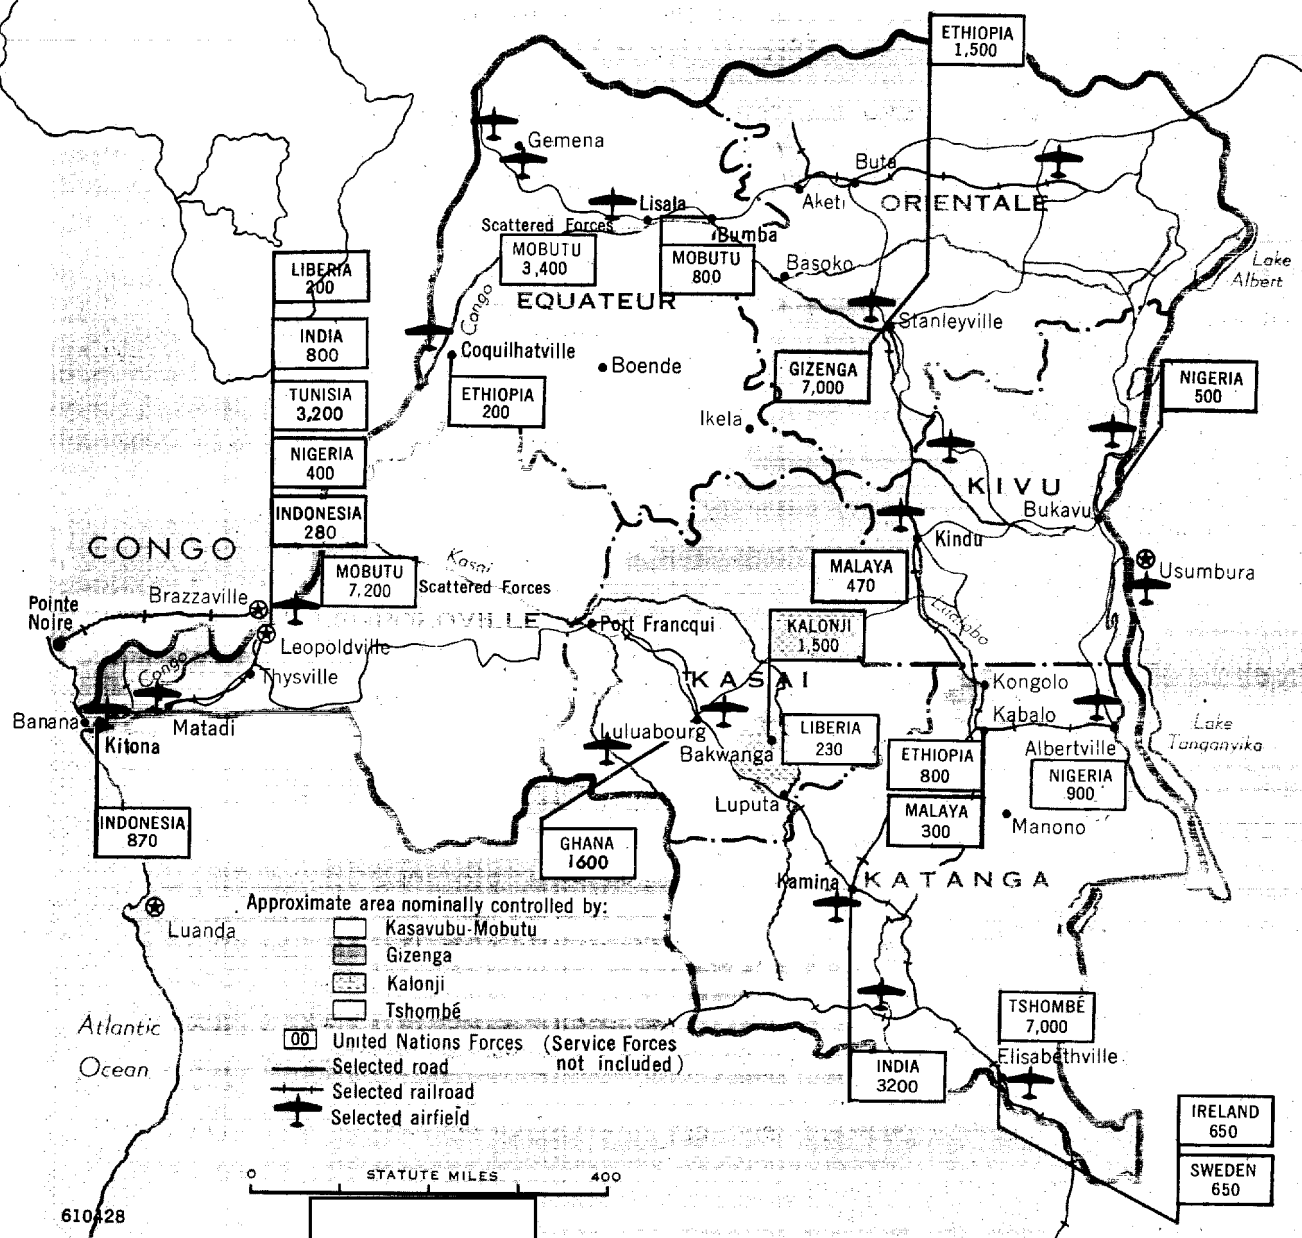 ETHIOPIA
1,500
Gemena
Buta
Aketi
ORIENTALE
Lisala
Scattered Forces
Bumba
MOBUTU
3,400
MOBUTU
800
Basoko
Lake
Albert
LIBERIA
200
EQUATEUR
Congo
Stanleyville
INDIA
800
Coquilhatville
Boende
GIZENGA
7,000
NIGERIA
500
TUNISIA
3,200
ETHIOPIA
200
Ikela
NIGERIA
400
KIVU
Bukavu
INDONESIA
280
CONGO
Kindu
Kasai
MOBUTU
7,200
Scattered Forces
MALAYA
470
Usumbura
Brazzaville
Pointe
Noire
Port Francqui
KALONJI
1,500
Lualaba
Leopoldville
Congo
Thysville
KASAI
Kongolo
Banana
Matadi
Kitona
Luluabourg
Bakwanga
LIBERIA
230
Kabalo
Lake
Tanganyika
ETHIOPIA
800
Albertville
NIGERIA
900
Luputa
MALAYA
300
Manono
INDONESIA
870
GHANA
1600
Kamina
KATANGA
Luanda
Approximate area nominally controlled by:
Kasavubu-Mobutu
Gizenga
Kalonji
Tshombé
00 United Nations Forces (Service Forces
not included)
Selected road
Selected railroad
Selected airfield
Atlantic
Ocean
TSHOMBÉ
7,000
Elisabethville
INDIA
3200
IRELAND
650
SWEDEN
650
0 STATUTE MILES 400
610428